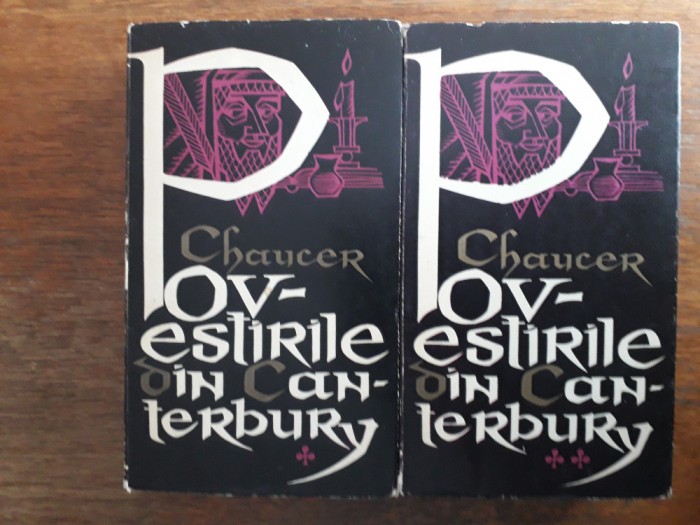 Chaucer
Pov-
estirile
din Can-
terbury
Chaucer
Pov-
estirile
din Can-
terbury